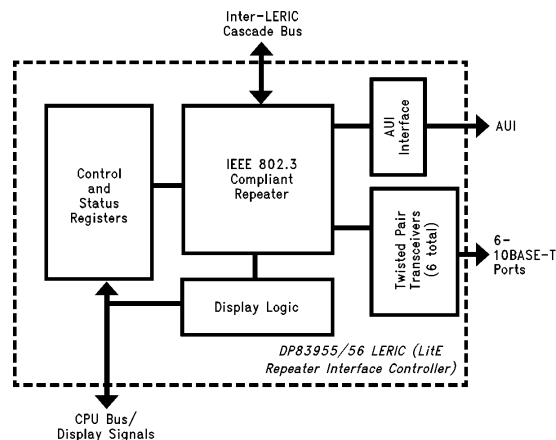 Inter-LERIC
Cascade Bus
Control
and
Status
Registers
IEEE 802.3
Compliant
Repeater
AUI
Interface
AUI
Twisted Pair
Transceivers
(6 total)
6-
10BASE-T
Ports
Display Logic
DP83955/56 LERIC (LitE
Repeater Interface Controller)
CPU Bus/
Display Signals